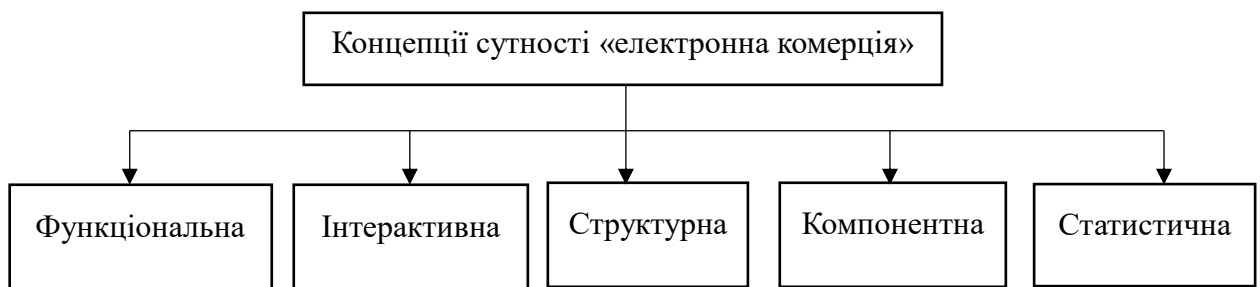 Концепції сутності «електронна комерція»
Функціональна
Інтерактивна
Структурна
Компонентна
Статистична